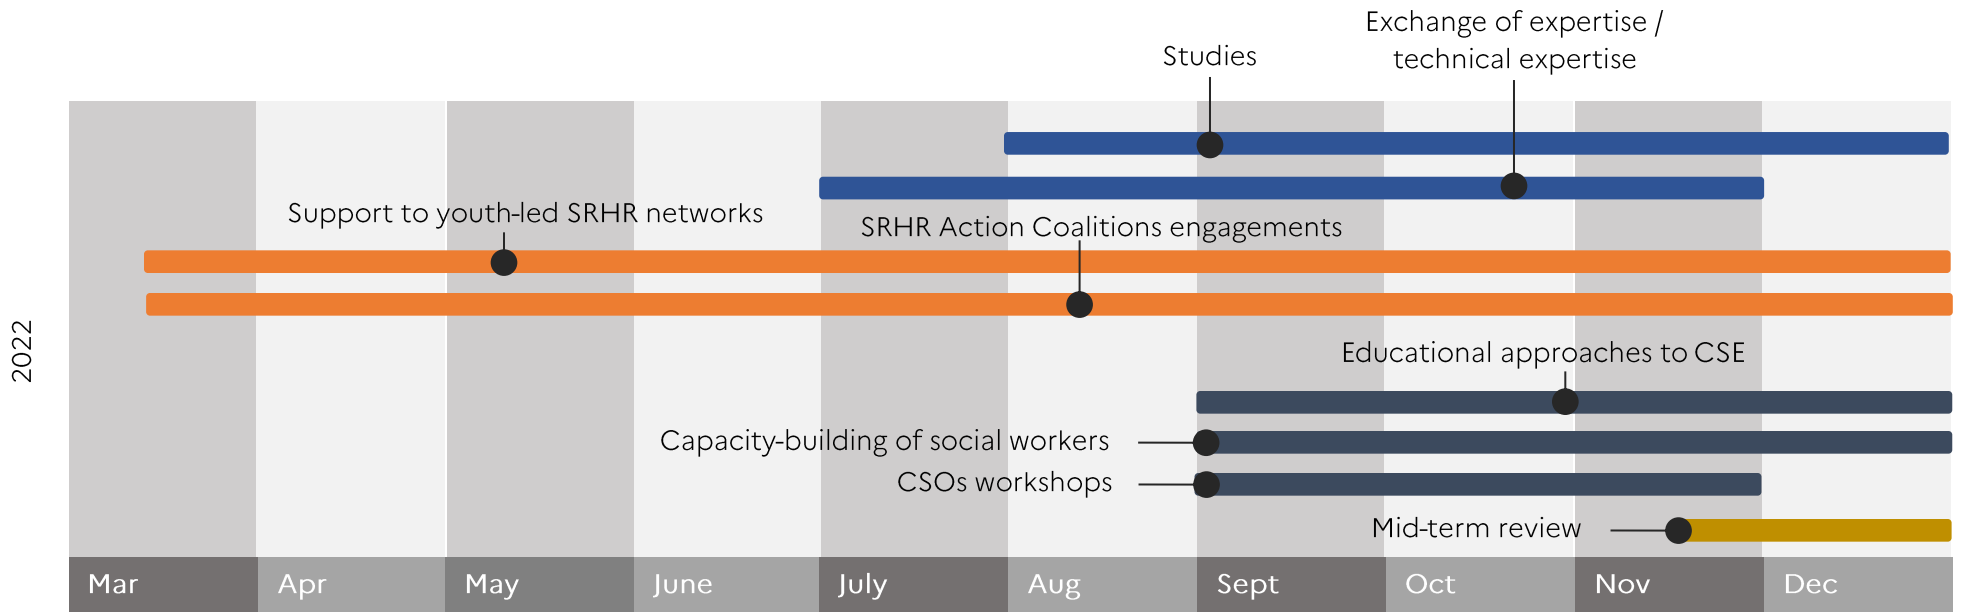 Exchange of expertise /
technical expertise
Studies
Support to youth-led SRHR networks
SRHR Action Coalitions engagements
2022
Educational approaches to CSE
Capacity-building of social workers
CSOs workshops
Mid-term review
Mar Apr May June July Aug Sept Oct Nov Dec